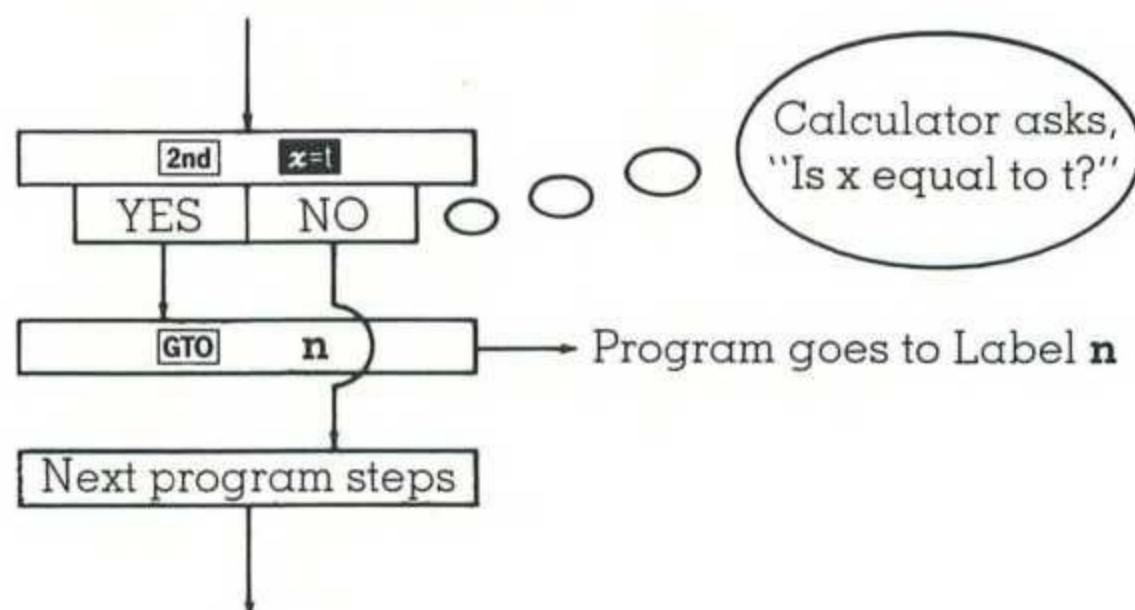 Calculator asks,
"Is x equal to t?"
2nd x=t
YES NO
GTO n
Program goes to Label n
Next program steps